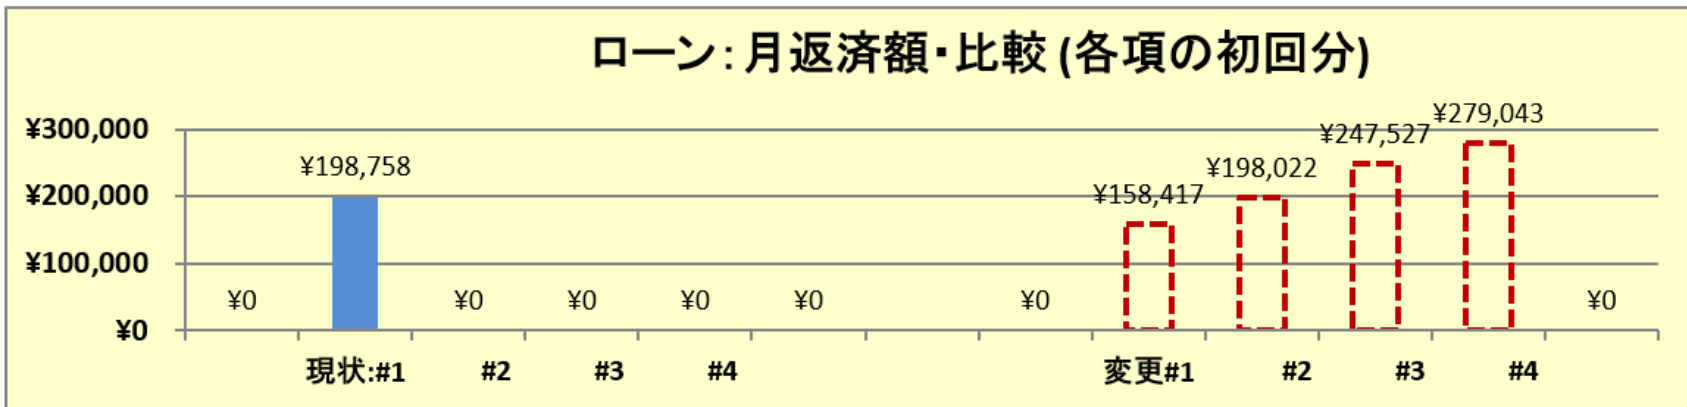 ローン：月返済額・比較 (各項の初回分)
¥300,000
¥200,000
¥100,000
¥0
¥0 ¥198,758 ¥0 ¥0 ¥0 ¥0 ¥0 ¥158,417 ¥198,022 ¥247,527 ¥279,043 ¥0
現状:#1 #2 #3 #4 変更#1 #2 #3 #4